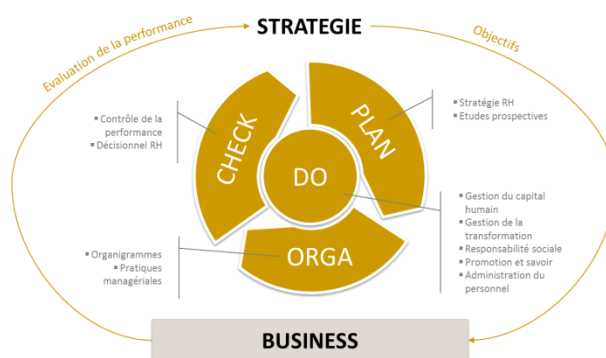 STRATEGIE
Evaluation de la performance
Objectifs
CHECK
PLAN
DO
ORGA
▪ Contrôle de la
performance
▪ Décisionnel RH
▪ Stratégie RH
▪ Etudes prospectives
▪ Gestion du capital
humain
▪ Gestion de la
transformation
▪ Responsabilité sociale
▪ Promotion et savoir
▪ Administration du
personnel
▪ Organigrammes
▪ Pratiques
managériales
BUSINESS